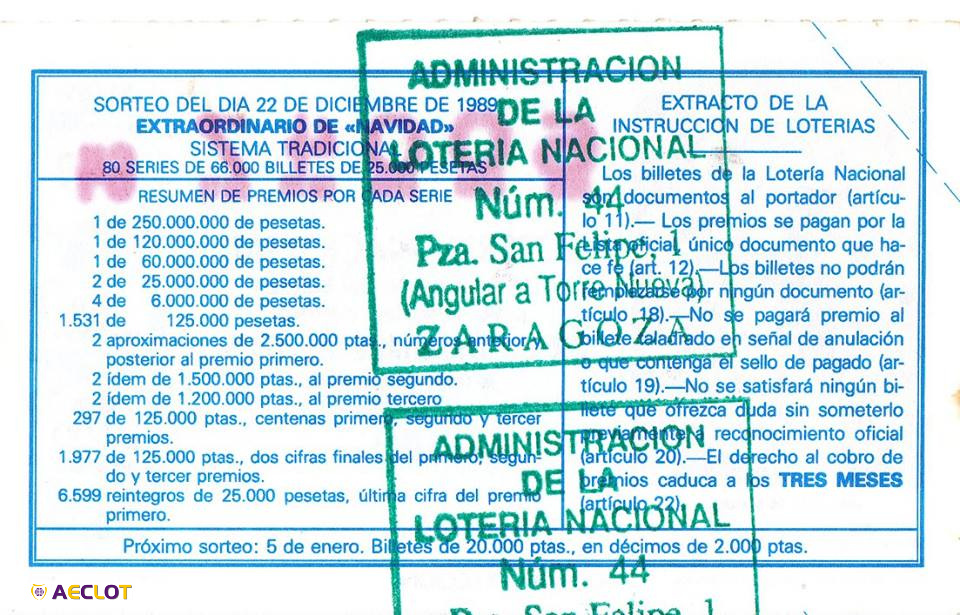 SORTEO DEL DIA 22 DE DICIEMBRE DE 1989
EXTRAORDINARIO DE «NAVIDAD»
SISTEMA TRADICIONAL
80 SERIES DE 66.000 BILLETES DE 25.000 PESETAS
RESUMEN DE PREMIOS POR CADA SERIE
1 de 250.000.000 de pesetas.
1 de 120.000.000 de pesetas.
1 de 60.000.000 de pesetas.
2 de 25.000.000 de pesetas.
4 de 6.000.000 de pesetas.
1.531 de 125.000 pesetas.
2 aproximaciones de 2.500.000 ptas., números anterior y
posterior al premio primero.
2 ídem de 1.500.000 ptas., al premio segundo.
2 ídem de 1.200.000 ptas., al premio tercero
297 de 125.000 ptas., centenas primero, segundo y tercer
premios.
1.977 de 125.000 ptas., dos cifras finales del primero, segun-
do y tercer premios.
6.599 reintegros de 25.000 pesetas, última cifra del premio
primero.
EXTRACTO DE LA
INSTRUCCION DE LOTERIAS
Los billetes de la Lotería Nacional
son documentos al portador (artícu-
lo 11).— Los premios se pagan por la
Lista oficial, único documento que ha-
ce fe (art. 12).—Los billetes no podrán
remplazarse por ningún documento (ar-
tículo 18).—No se pagará premio al
billete taladrado en señal de anulación
o que contenga el sello de pagado (ar-
tículo 19).—No se satisfará ningún bi-
llete que ofrezca duda sin someterlo
previamente a reconocimiento oficial
(artículo 20).—El derecho al cobro de
premios caduca a los TRES MESES
(artículo 22).
Próximo sorteo: 5 de enero. Billetes de 20.000 ptas., en décimos de 2.000 ptas.
ADMINISTRACION
DE LA
LOTERIA NACIONAL
Núm. 44
Pza. San Felipe, 1
(Angular a Torre Nueva)
ZARAGOZA
ADMINISTRACION
DE LA
LOTERIA NACIONAL
Núm. 44
Pza. San Felipe, 1
AECLOT